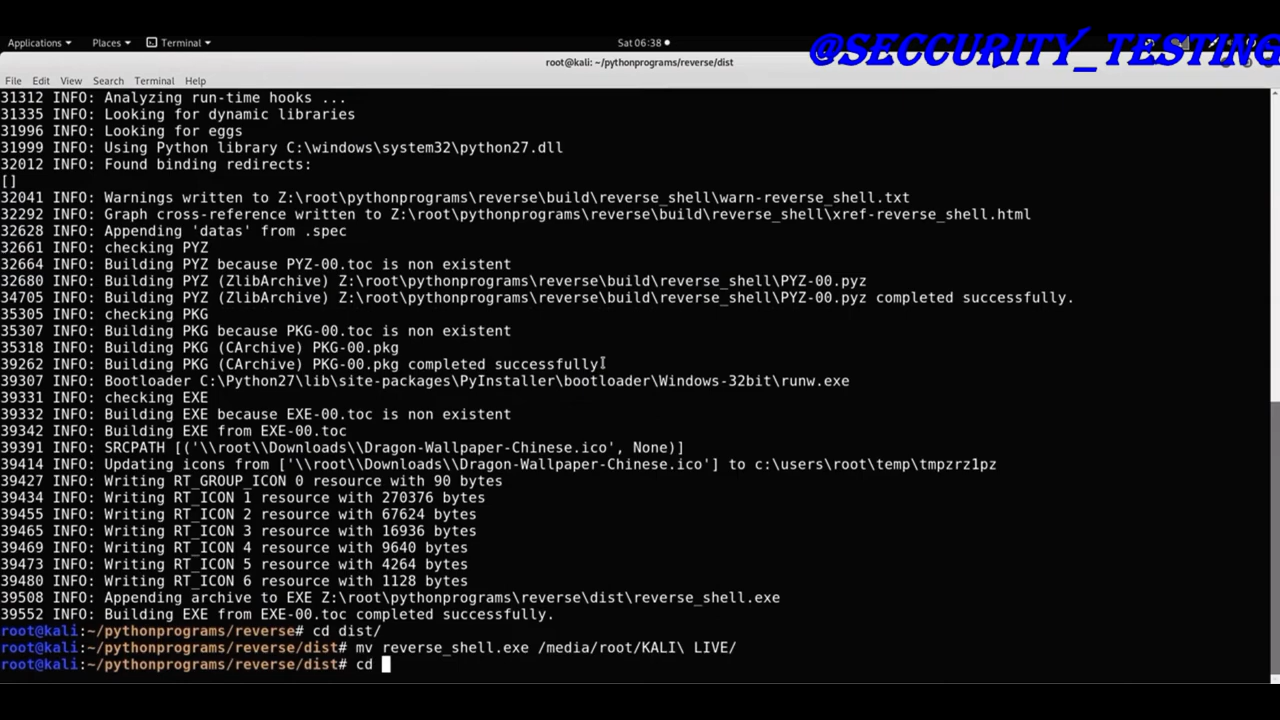 @SECCURITY_TESTING
Applications Places Terminal Sat 06:38
root@kali: ~/pythonprograms/reverse/dist
File Edit View Search Terminal Help
31312 INFO: Analyzing run-time hooks ...
31335 INFO: Looking for dynamic libraries
31996 INFO: Looking for eggs
31999 INFO: Using Python library C:\windows\system32\python27.dll
32012 INFO: Found binding redirects:
[]
32041 INFO: Warnings written to Z:\root\pythonprograms\reverse\build\reverse_shell\warn-reverse_shell.txt
32292 INFO: Graph cross-reference written to Z:\root\pythonprograms\reverse\build\reverse_shell\xref-reverse_shell.html
32628 INFO: Appending 'datas' from .spec
32661 INFO: checking PYZ
32664 INFO: Building PYZ because PYZ-00.toc is non existent
32680 INFO: Building PYZ (ZlibArchive) Z:\root\pythonprograms\reverse\build\reverse_shell\PYZ-00.pyz
34705 INFO: Building PYZ (ZlibArchive) Z:\root\pythonprograms\reverse\build\reverse_shell\PYZ-00.pyz completed successfully.
35305 INFO: checking PKG
35307 INFO: Building PKG because PKG-00.toc is non existent
35318 INFO: Building PKG (CArchive) PKG-00.pkg
39262 INFO: Building PKG (CArchive) PKG-00.pkg completed successfully.
39307 INFO: Bootloader C:\Python27\lib\site-packages\PyInstaller\bootloader\Windows-32bit\runw.exe
39331 INFO: checking EXE
39332 INFO: Building EXE because EXE-00.toc is non existent
39342 INFO: Building EXE from EXE-00.toc
39391 INFO: SRCPATH [('\\root\\Downloads\\Dragon-Wallpaper-Chinese.ico', None)]
39414 INFO: Updating icons from ['\\root\\Downloads\\Dragon-Wallpaper-Chinese.ico'] to c:\users\root\temp\tmpzrz1pz
39427 INFO: Writing RT_GROUP_ICON 0 resource with 90 bytes
39434 INFO: Writing RT_ICON 1 resource with 270376 bytes
39455 INFO: Writing RT_ICON 2 resource with 67624 bytes
39465 INFO: Writing RT_ICON 3 resource with 16936 bytes
39469 INFO: Writing RT_ICON 4 resource with 9640 bytes
39473 INFO: Writing RT_ICON 5 resource with 4264 bytes
39480 INFO: Writing RT_ICON 6 resource with 1128 bytes
39508 INFO: Appending archive to EXE Z:\root\pythonprograms\reverse\dist\reverse_shell.exe
39552 INFO: Building EXE from EXE-00.toc completed successfully.
root@kali:~/pythonprograms/reverse# cd dist/
root@kali:~/pythonprograms/reverse/dist# mv reverse_shell.exe /media/root/KALI\ LIVE/
root@kali:~/pythonprograms/reverse/dist# cd